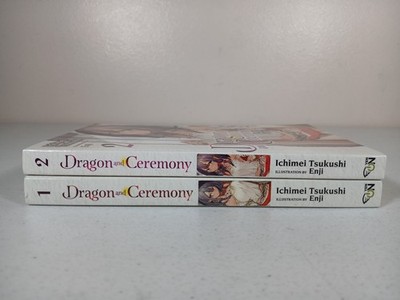 2 Dragon and Ceremony Ichimei Tsukushi
ILLUSTRATION BY Enji
1 Dragon and Ceremony Ichimei Tsukushi
ILLUSTRATION BY Enji